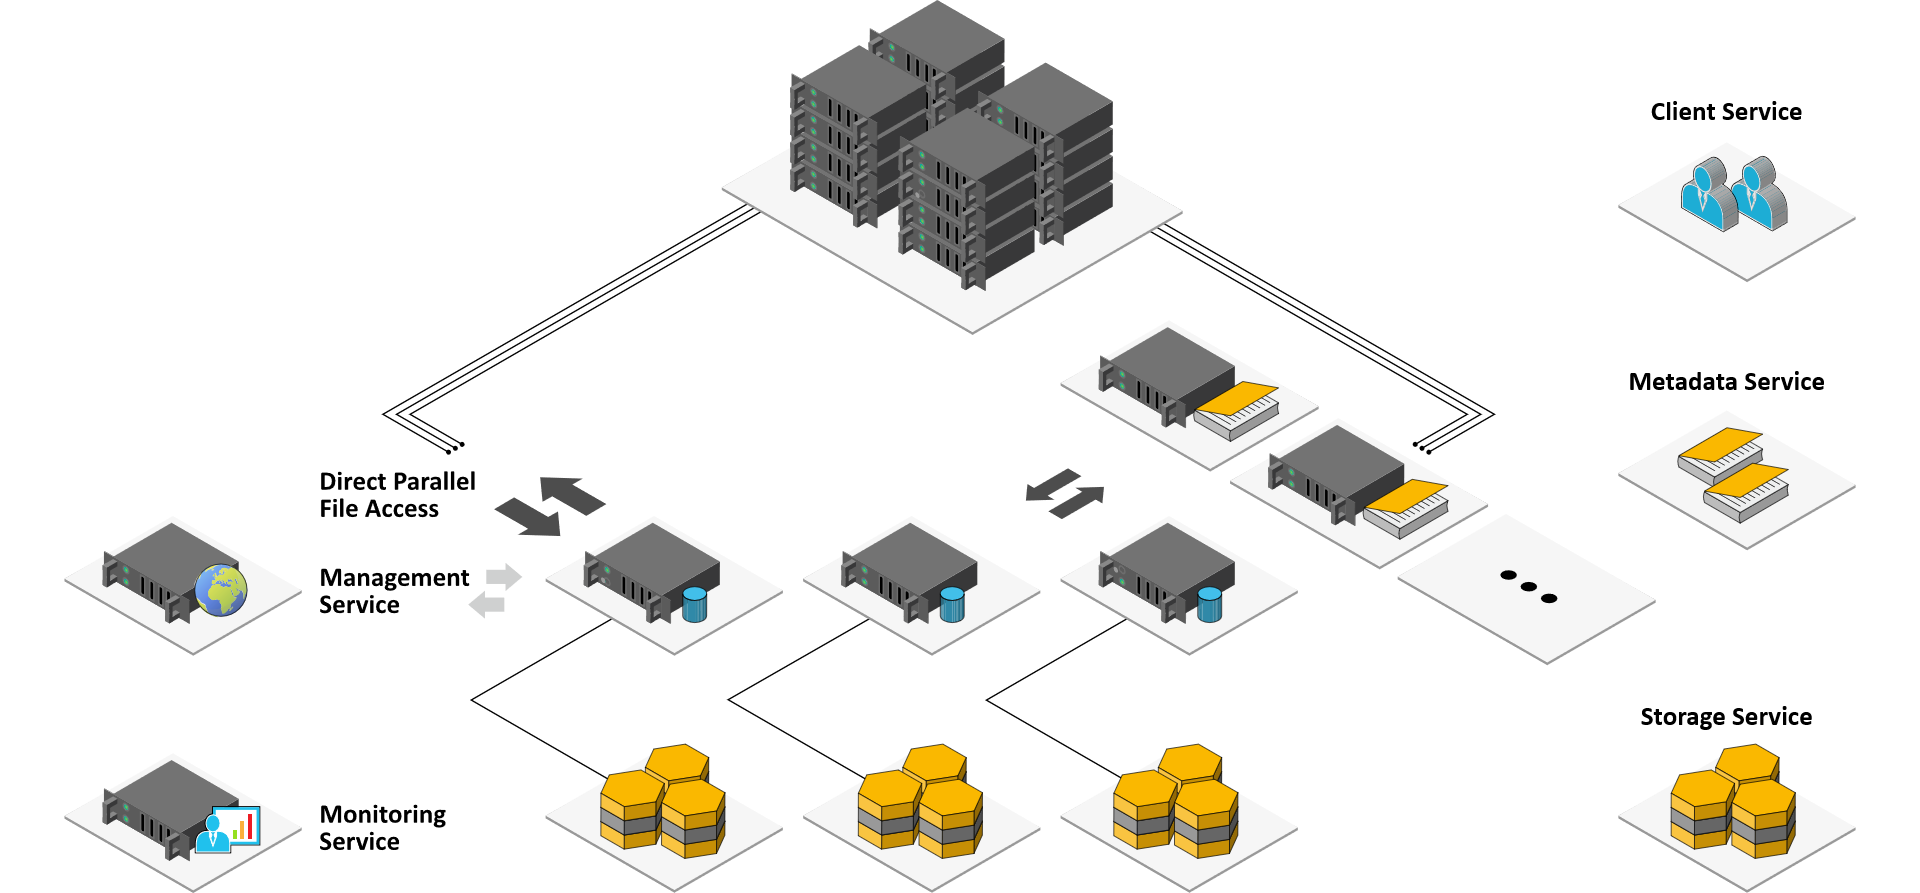 Client Service
Metadata Service
Direct Parallel
File Access
Management
Service
Storage Service
Monitoring
Service